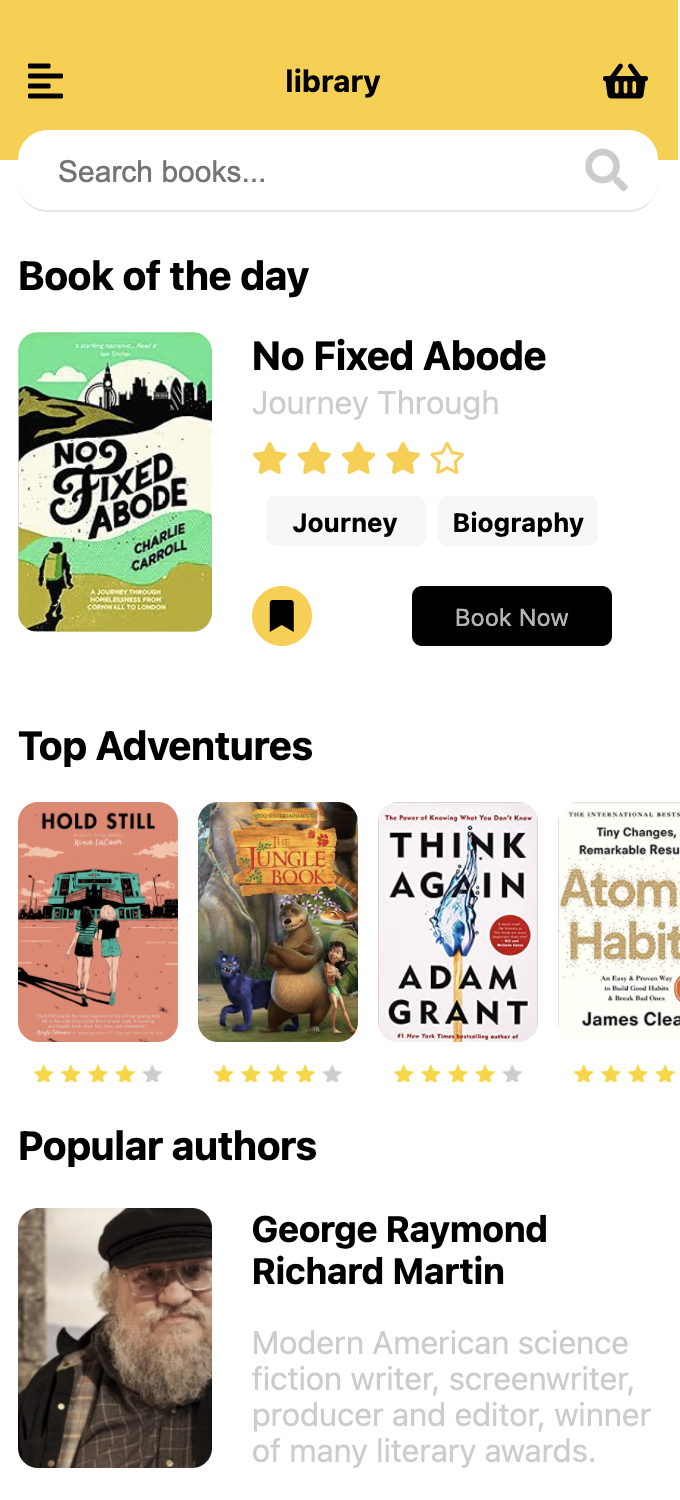 library
Search books...
Book of the day
'a startling narrative... Read it'
Iain Sinclair
NO
FIXED
ABODE
CHARLIE
CARROLL
A JOURNEY THROUGH
HOMELESSNESS FROM
CORNWALL TO LONDON
No Fixed Abode
Journey Through
Journey
Biography
Book Now
Top Adventures
HOLD STILL
Nina LaCour
THE
JUNGLE
BOOK
The Power of Knowing What You Don't Know
THINK
AGAIN
ADAM
GRANT
#1 New York Times bestselling author of
THE INTERNATIONAL BESTS
Tiny Changes,
Remarkable Resu
Atom
Habit
An Easy & Proven Way
to Build Good Habits
& Break Bad Ones
James Clea
Popular authors
George Raymond
Richard Martin
Modern American science
fiction writer, screenwriter,
producer and editor, winner
of many literary awards.